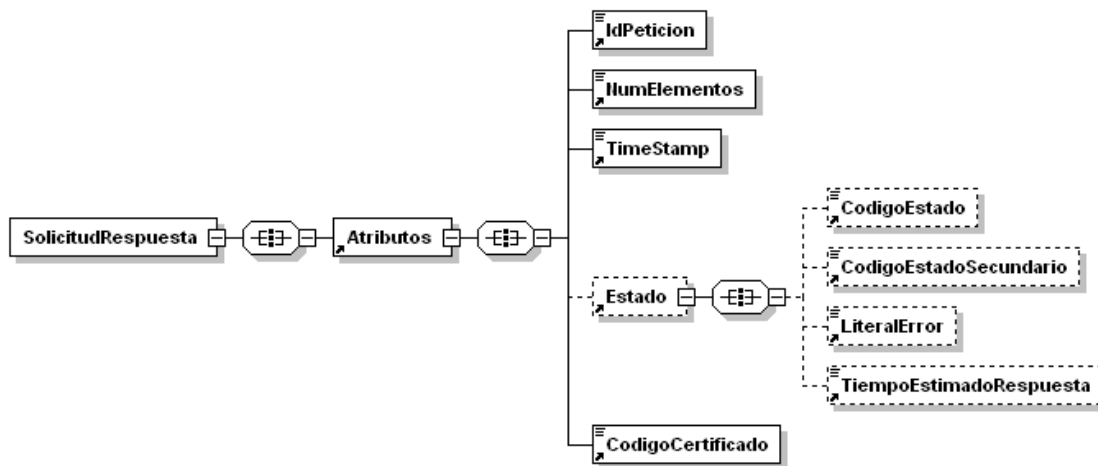 IdPeticion
NumElementos
TimeStamp
SolicitudRespuesta
Atributos
Estado
CodigoEstado
CodigoEstadoSecundario
LiteralError
TiempoEstimadoRespuesta
CodigoCertificado